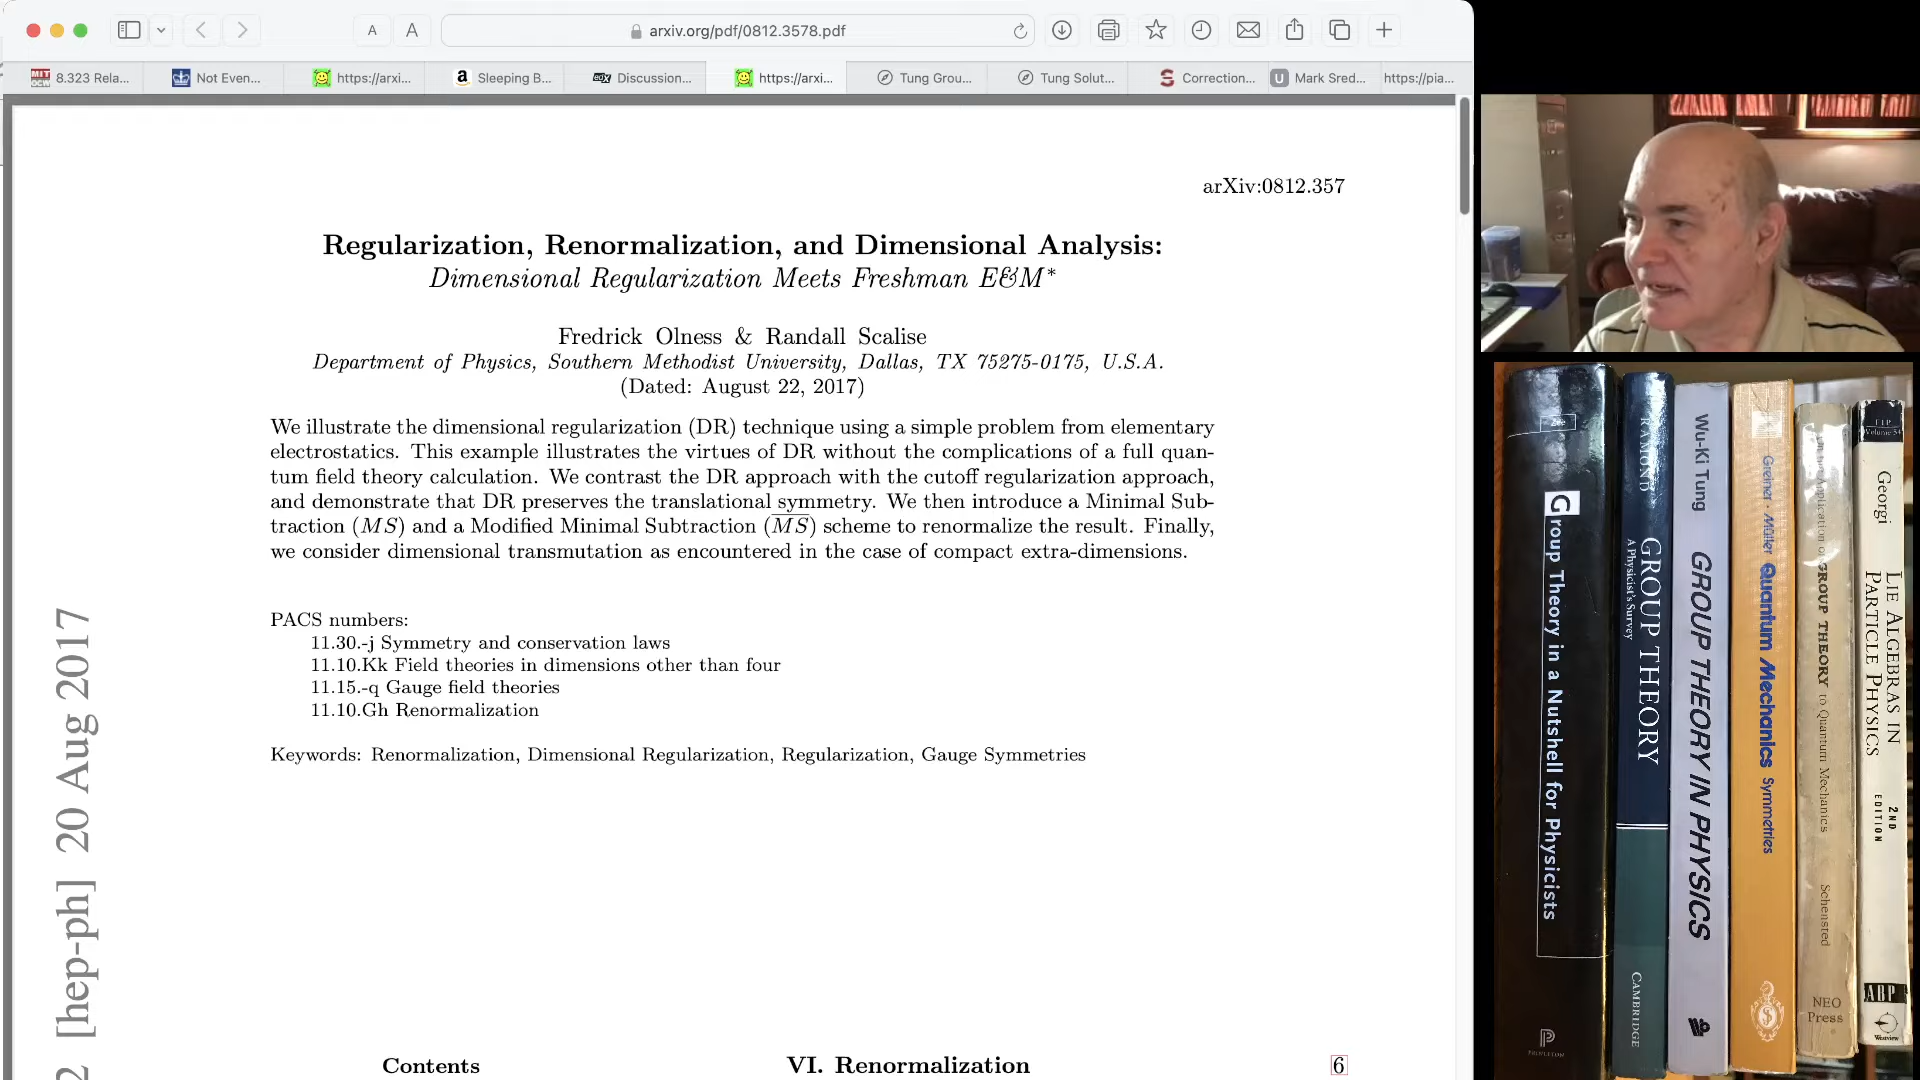 A A
arxiv.org/pdf/0812.3578.pdf
8.323 Rela...
Not Even...
https://arxi...
Sleeping B...
Discussion...
https://arxi...
Tung Grou...
Tung Solut...
Correction...
Mark Sred...
https://pia...
arXiv:0812.357
Regularization, Renormalization, and Dimensional Analysis:
Dimensional Regularization Meets Freshman E&M*
Fredrick Olness & Randall Scalise
Department of Physics, Southern Methodist University, Dallas, TX 75275-0175, U.S.A.
(Dated: August 22, 2017)
We illustrate the dimensional regularization (DR) technique using a simple problem from elementary
electrostatics. This example illustrates the virtues of DR without the complications of a full quan-
tum field theory calculation. We contrast the DR approach with the cutoff regularization approach,
and demonstrate that DR preserves the translational symmetry. We then introduce a Minimal Sub-
traction (MS) and a Modified Minimal Subtraction (M̅S̅) scheme to renormalize the result. Finally,
we consider dimensional transmutation as encountered in the case of compact extra-dimensions.
PACS numbers:
11.30.-j Symmetry and conservation laws
11.10.Kk Field theories in dimensions other than four
11.15.-q Gauge field theories
11.10.Gh Renormalization
Keywords: Renormalization, Dimensional Regularization, Regularization, Gauge Symmetries
Contents
VI. Renormalization 6
2 [hep-ph] 20 Aug 2017
Zee
Group Theory in a Nutshell for Physicists
PRINCETON
RAMOND
GROUP THEORY
A Physicist's Survey
CAMBRIDGE
Wu-Ki Tung
GROUP THEORY IN PHYSICS
Greiner · Müller
Quantum Mechanics
Symmetries
Application of
GROUP THEORY
to Quantum Mechanics
Schensted
NEO
Press
Georgi
LIE ALGEBRAS IN
PARTICLE PHYSICS
2ND
EDITION
ABP
Westview